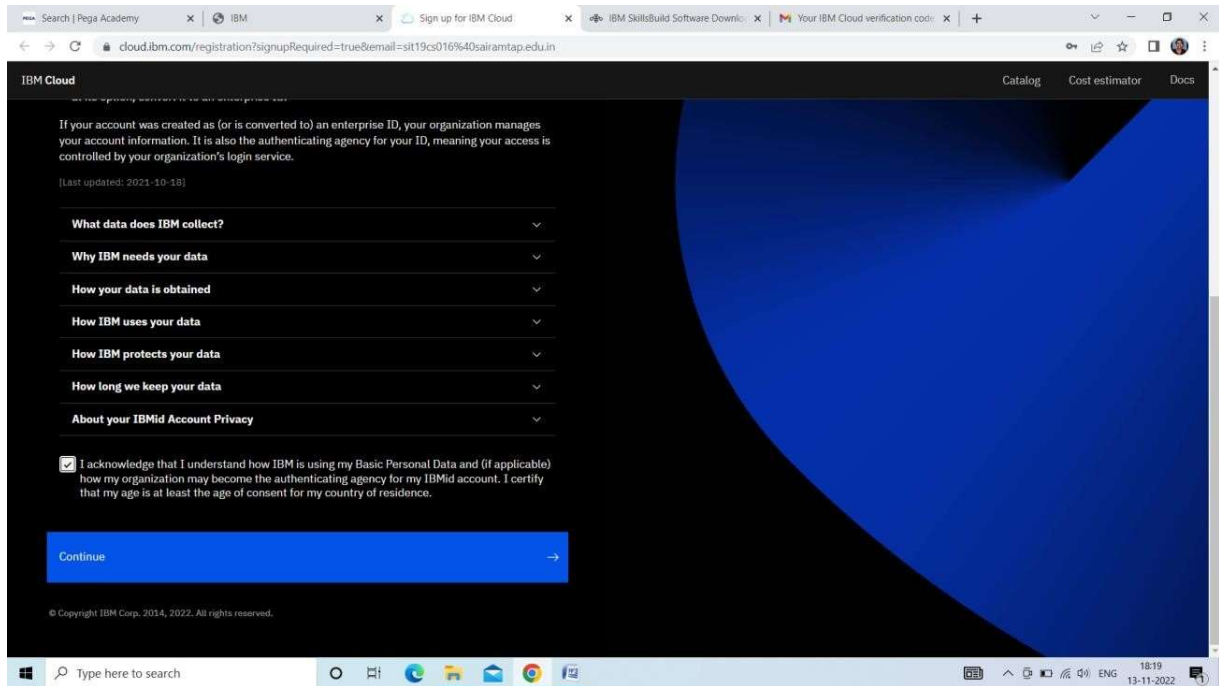 Search | Pega Academy
IBM
Sign up for IBM Cloud
IBM SkillsBuild Software Downlo
Your IBM Cloud verification code
cloud.ibm.com/registration?signupRequired=true&email=sit19cs016%40sairamtap.edu.in
IBM Cloud
Catalog
Cost estimator
Docs
at its option, convert it to an enterprise ID.
If your account was created as (or is converted to) an enterprise ID, your organization manages
your account information. It is also the authenticating agency for your ID, meaning your access is
controlled by your organization's login service.
[Last updated: 2021-10-18]
What data does IBM collect?
Why IBM needs your data
How your data is obtained
How IBM uses your data
How IBM protects your data
How long we keep your data
About your IBMid Account Privacy
I acknowledge that I understand how IBM is using my Basic Personal Data and (if applicable)
how my organization may become the authenticating agency for my IBMid account. I certify
that my age is at least the age of consent for my country of residence.
Continue
© Copyright IBM Corp. 2014, 2022. All rights reserved.
Type here to search
ENG
18:19
13-11-2022